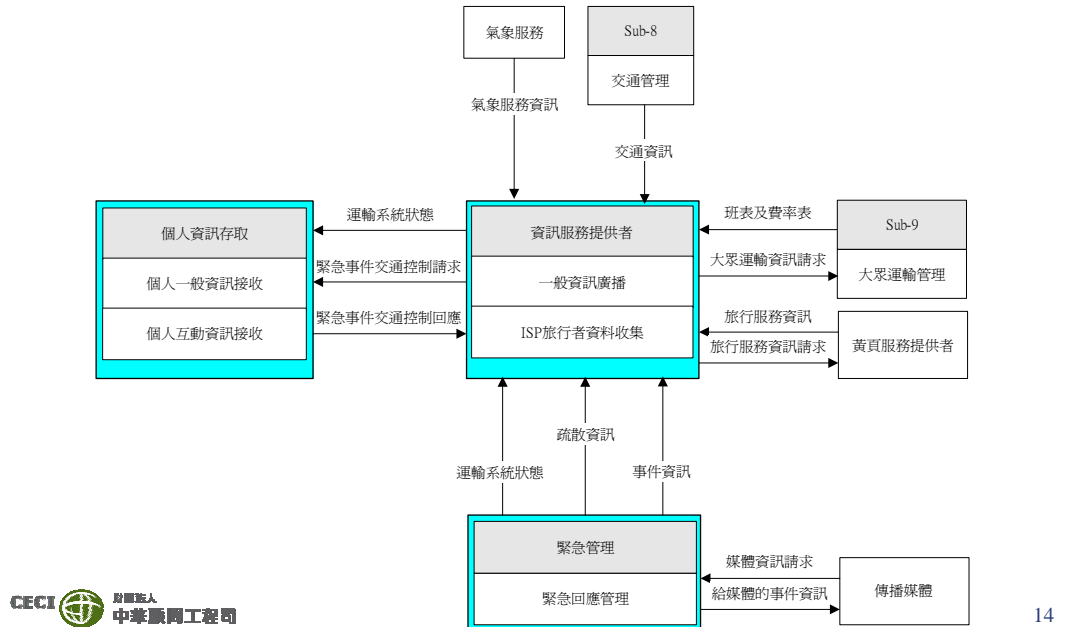 氣象服務
Sub-8
交通管理
氣象服務資訊
交通資訊
個人資訊存取
個人一般資訊接收
個人互動資訊接收
運輸系統狀態
緊急事件交通控制請求
緊急事件交通控制回應
資訊服務提供者
一般資訊廣播
ISP旅行者資料收集
班表及費率表
大眾運輸資訊請求
旅行服務資訊
旅行服務資訊請求
Sub-9
大眾運輸管理
黃頁服務提供者
疏散資訊
運輸系統狀態
事件資訊
緊急管理
緊急回應管理
媒體資訊請求
給媒體的事件資訊
傳播媒體
CECI
財團法人
中華顧問工程司
14